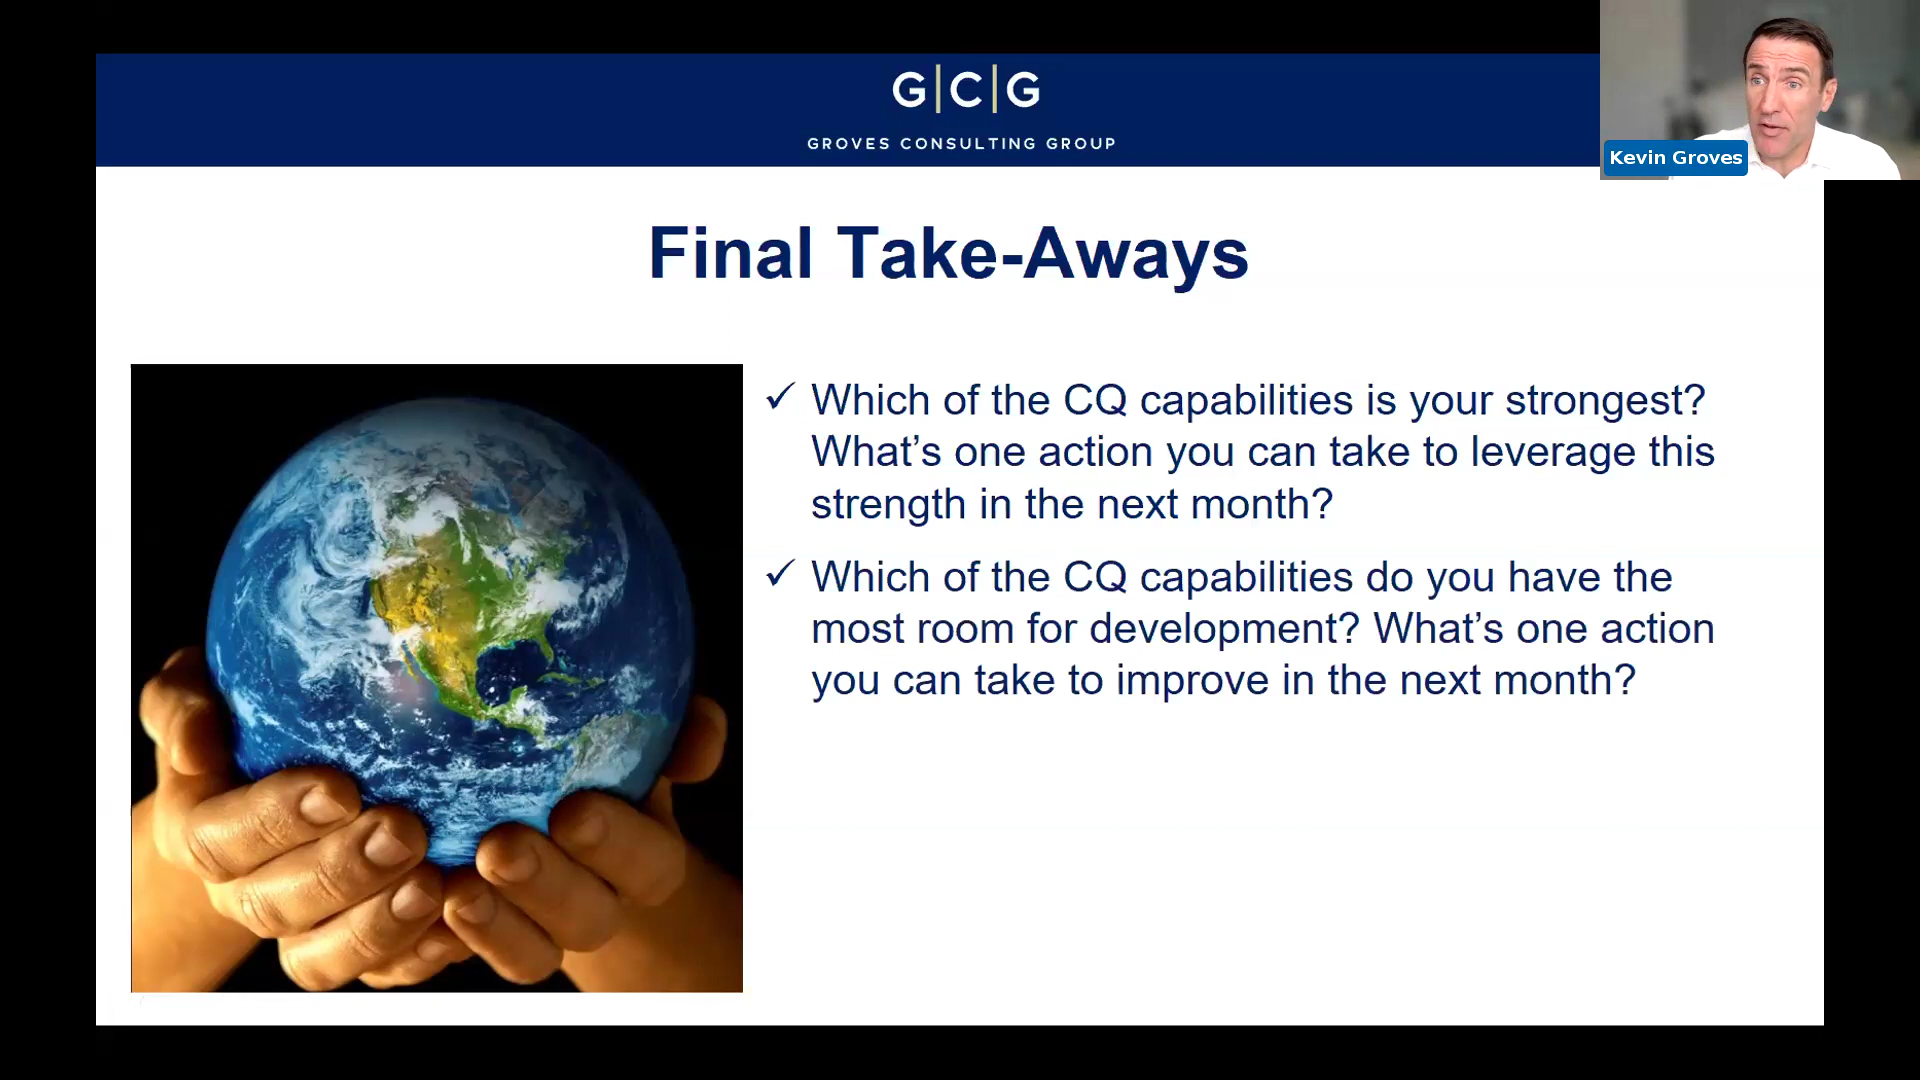 G|C|G
GROVES CONSULTING GROUP
Kevin Groves
Final Take-Aways
✓ Which of the CQ capabilities is your strongest?
What’s one action you can take to leverage this
strength in the next month?
✓ Which of the CQ capabilities do you have the
most room for development? What’s one action
you can take to improve in the next month?